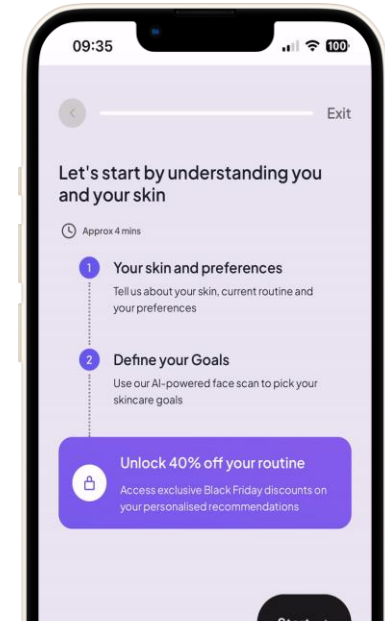 09:35
100
Exit
Let's start by understanding you
and your skin
Approx 4 mins
1
Your skin and preferences
Tell us about your skin, current routine and
your preferences
2
Define your Goals
Use our AI-powered face scan to pick your
skincare goals
Unlock 40% off your routine
Access exclusive Black Friday discounts on
your personalised recommendations